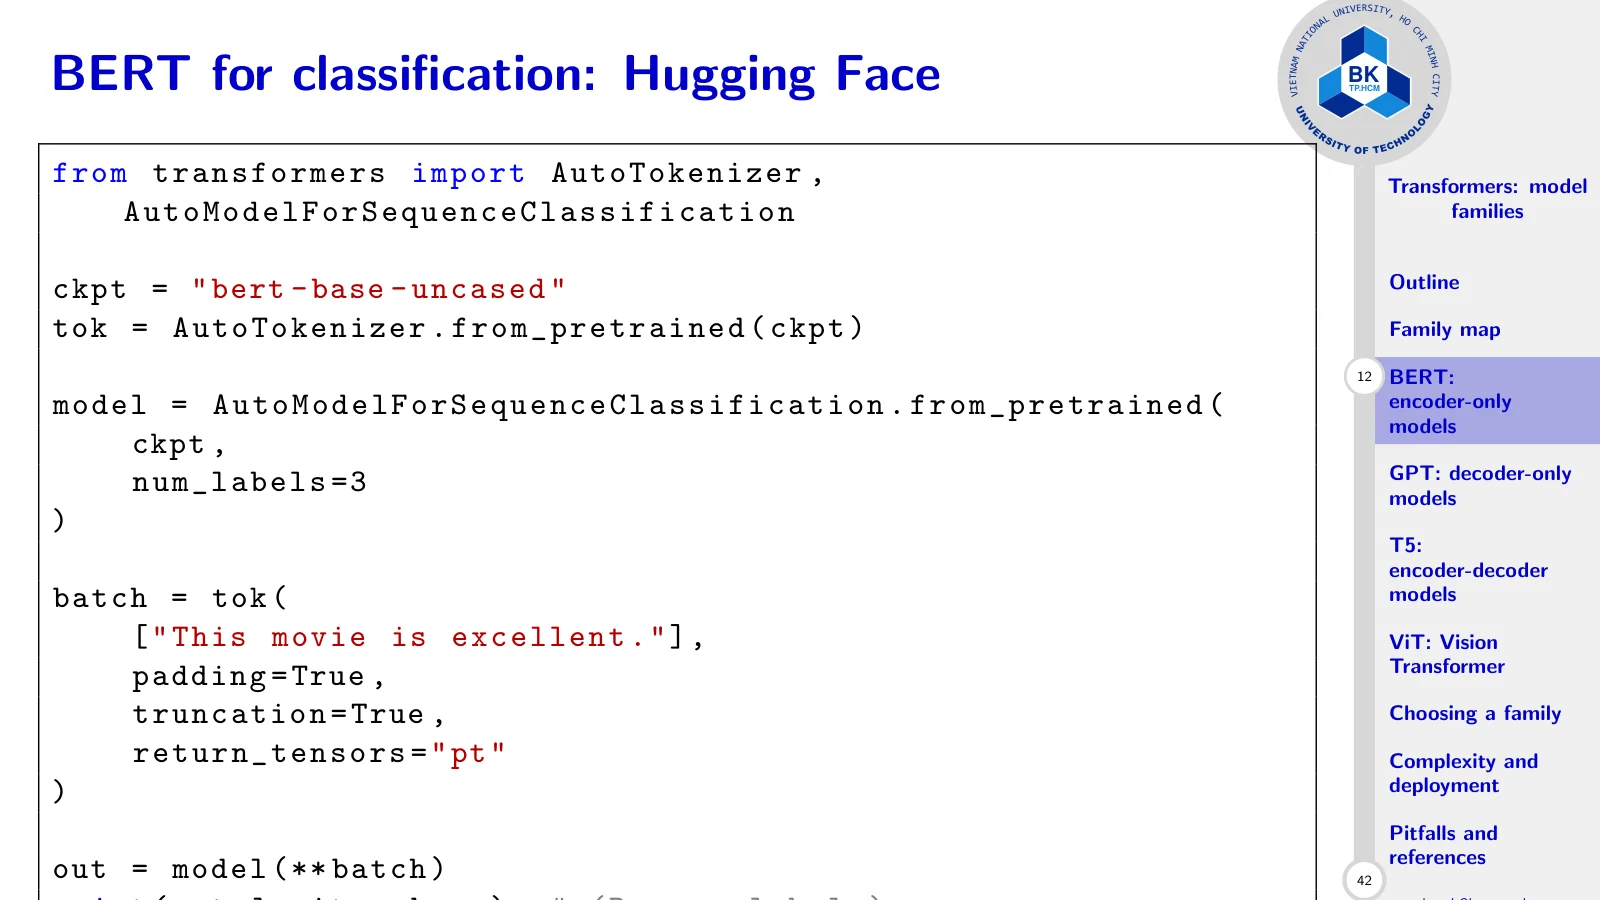 BERT for classification: Hugging Face
from transformers import AutoTokenizer,
    AutoModelForSequenceClassification
ckpt = "bert-base-uncased"
tok = AutoTokenizer.from_pretrained(ckpt)
model = AutoModelForSequenceClassification.from_pretrained(
    ckpt,
    num_labels=3
)
batch = tok(
    ["This movie is excellent."],
    padding=True,
    truncation=True,
    return_tensors="pt"
)
out = model(**batch)
VIETNAM NATIONAL UNIVERSITY, HO CHI MINH CITY
BK
TP.HCM
UNIVERSITY OF TECHNOLOGY
Transformers: model
families
Outline
Family map
12
BERT:
encoder-only
models
GPT: decoder-only
models
T5:
encoder-decoder
models
ViT: Vision
Transformer
Choosing a family
Complexity and
deployment
Pitfalls and
references
42